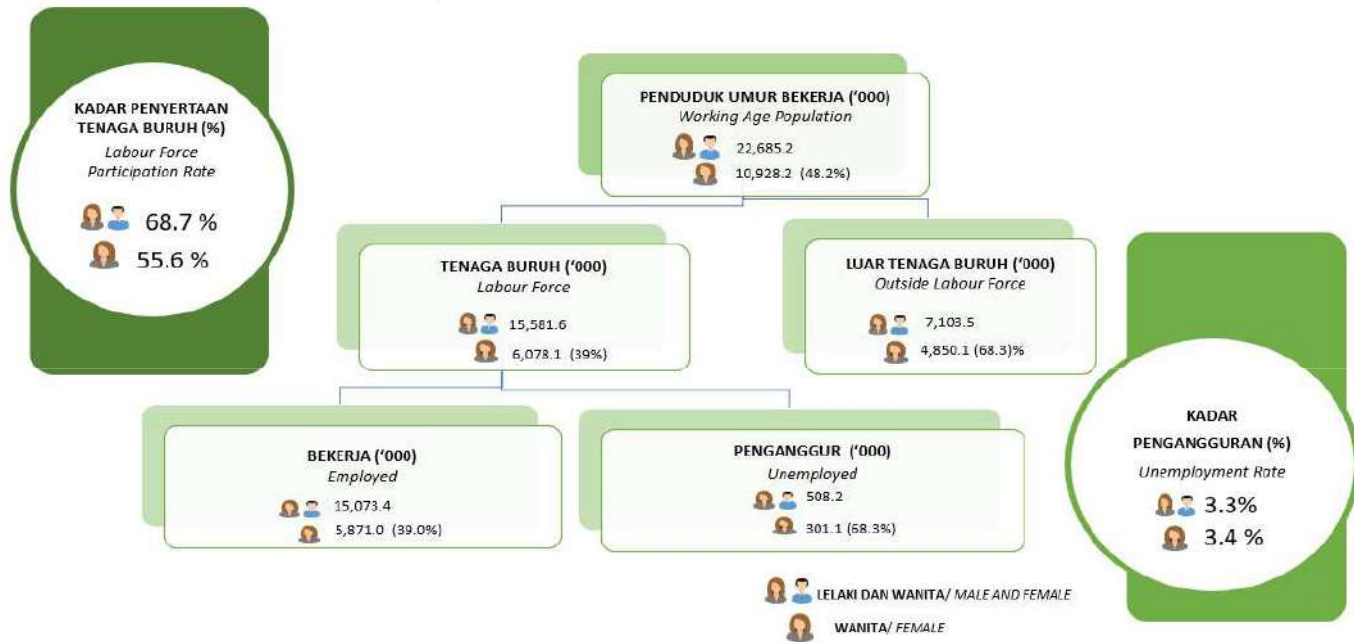 KADAR PENYERTAAN
TENAGA BURUH (%)
Labour Force
Participation Rate
68.7 %
55.6 %
PENDUDUK UMUR BEKERJA ('000)
Working Age Population
22,685.2
10,928.2 (48.2%)
TENAGA BURUH ('000)
Labour Force
15,581.6
6,078.1 (39%)
LUAR TENAGA BURUH ('000)
Outside Labour Force
7,103.5
4,850.1 (68.3)%
BEKERJA ('000)
Employed
15,073.4
5,871.0 (39.0%)
PENGANGGUR ('000)
Unemployed
508.2
301.1 (68.3%)
KADAR
PENGANGGURAN (%)
Unemployment Rate
3.3%
3.4 %
LELAKI DAN WANITA/ MALE AND FEMALE
WANITA/ FEMALE